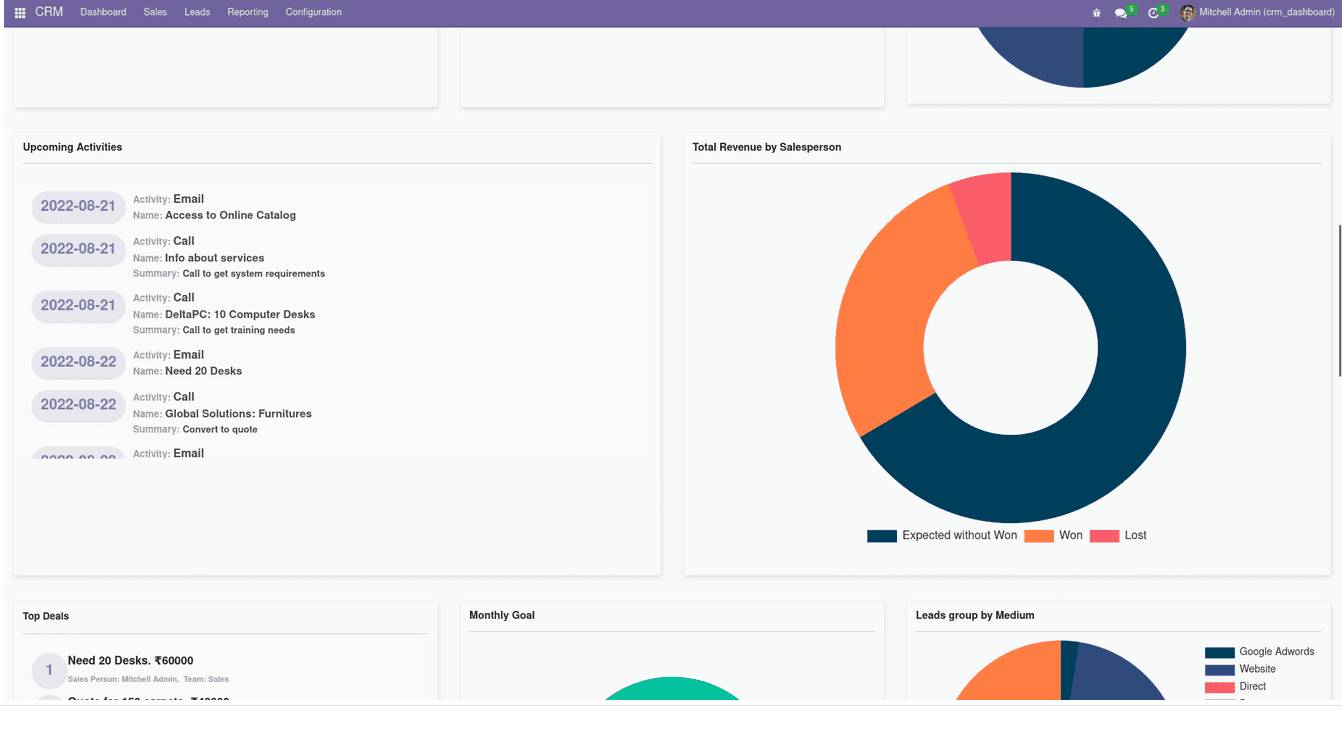 CRM Dashboard Sales Leads Reporting Configuration 5 3 Mitchell Admin (crm_dashboard)
Upcoming Activities
2022-08-21 Activity: Email
Name: Access to Online Catalog
2022-08-21 Activity: Call
Name: Info about services
Summary: Call to get system requirements
2022-08-21 Activity: Call
Name: DeltaPC: 10 Computer Desks
Summary: Call to get training needs
2022-08-22 Activity: Email
Name: Need 20 Desks
2022-08-22 Activity: Call
Name: Global Solutions: Furnitures
Summary: Convert to quote
Activity: Email
Total Revenue by Salesperson
Expected without Won Won Lost
Top Deals
1 Need 20 Desks. ₹60000
Sales Person: Mitchell Admin, Team: Sales
Monthly Goal
Leads group by Medium
Google Adwords
Website
Direct